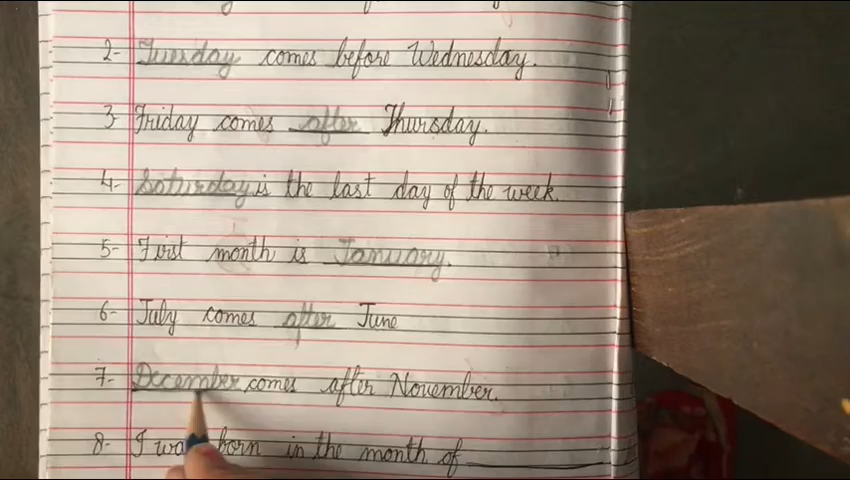 2- Tuesday comes before Wednesday.
3- Friday comes after Thursday.
4- Saturday is the last day of the week.
5- First month is January.
6- July comes after June
7- December comes after November.
8- I was born in the month of